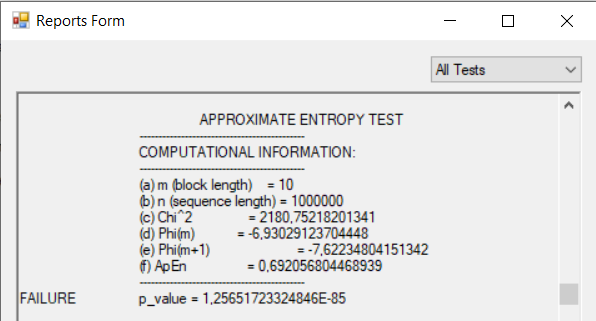 Reports Form
All Tests
APPROXIMATE ENTROPY TEST
--------------------------------------------
COMPUTATIONAL INFORMATION:
--------------------------------------------
(a) m (block length) = 10
(b) n (sequence length) = 1000000
(c) Chi^2 = 2180,75218201341
(d) Phi(m) = -6,93029123704448
(e) Phi(m+1) = -7,62234804151342
(f) ApEn = 0,692056804468939
--------------------------------------------
FAILURE p_value = 1,25651723324846E-85